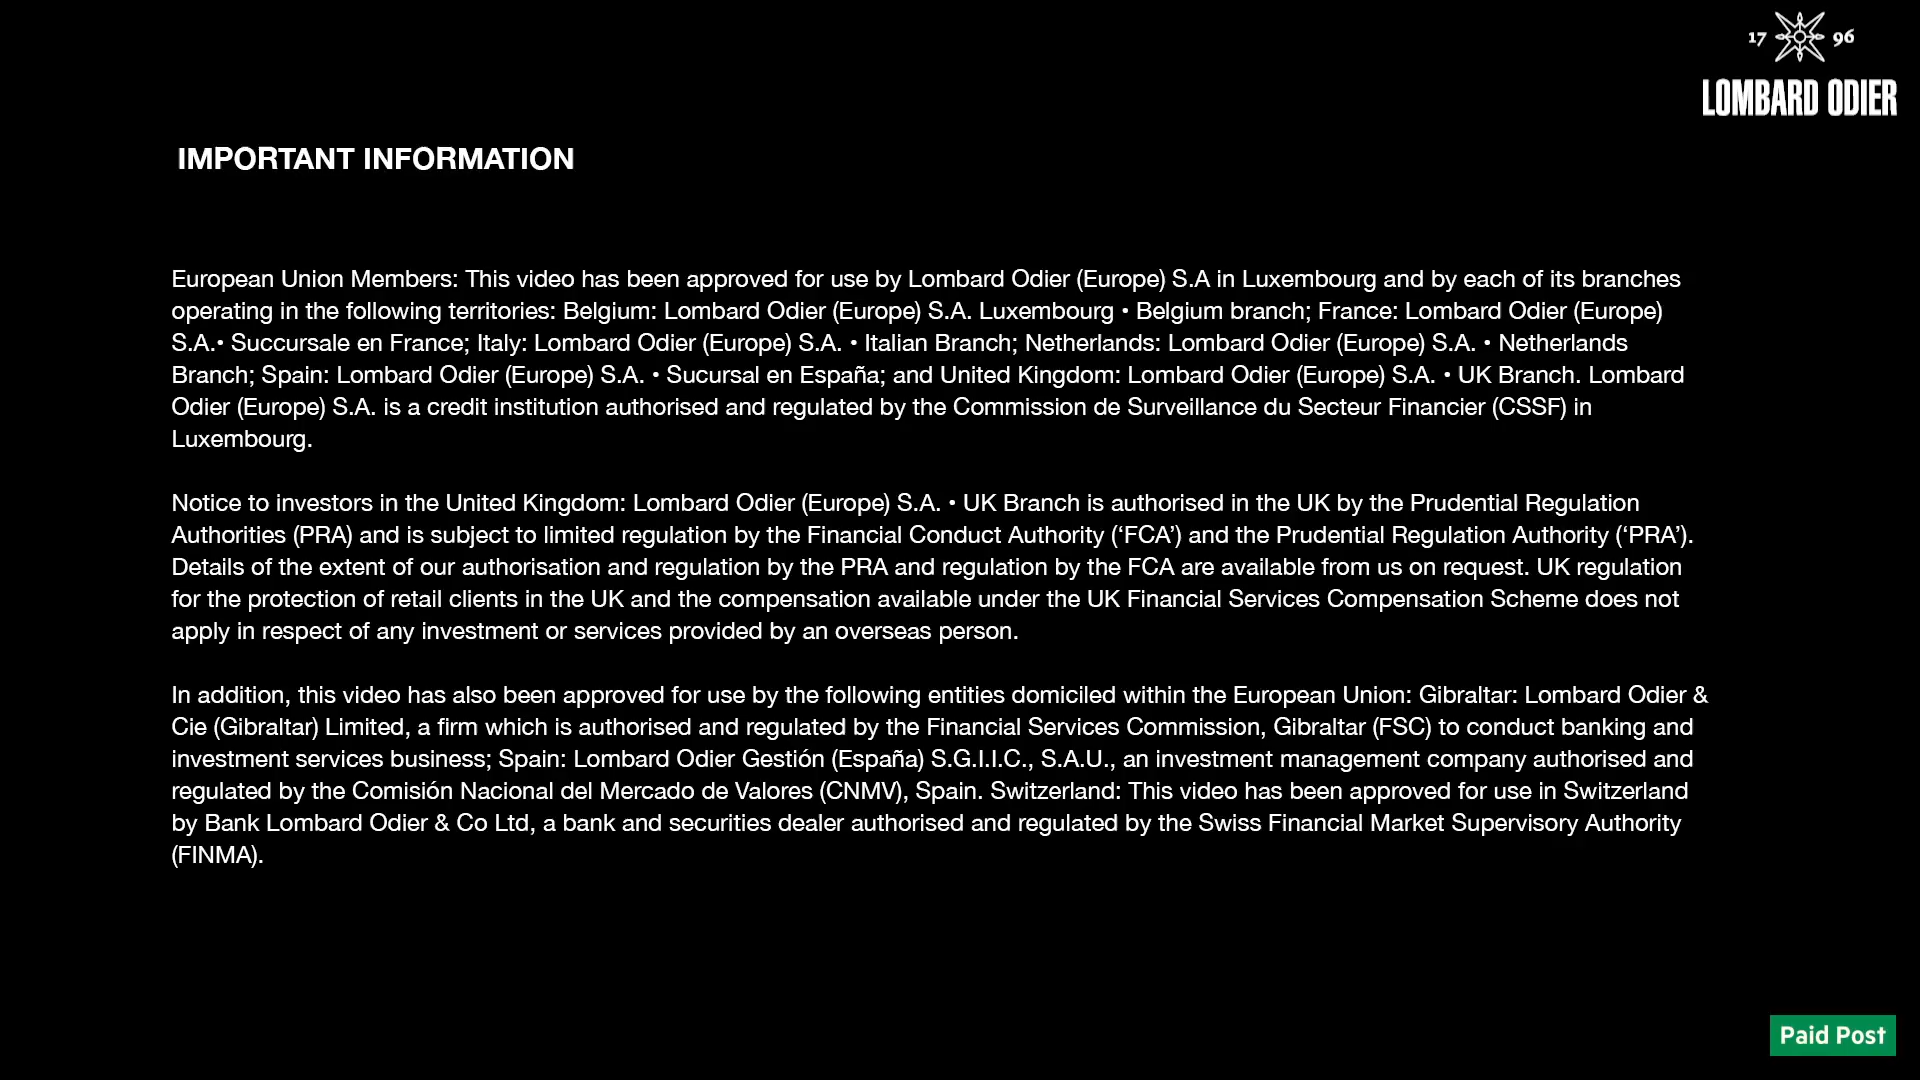 17 96
LOMBARD ODIER
IMPORTANT INFORMATION
European Union Members: This video has been approved for use by Lombard Odier (Europe) S.A in Luxembourg and by each of its branches
operating in the following territories: Belgium: Lombard Odier (Europe) S.A. Luxembourg • Belgium branch; France: Lombard Odier (Europe)
S.A.• Succursale en France; Italy: Lombard Odier (Europe) S.A. • Italian Branch; Netherlands: Lombard Odier (Europe) S.A. • Netherlands
Branch; Spain: Lombard Odier (Europe) S.A. • Sucursal en España; and United Kingdom: Lombard Odier (Europe) S.A. • UK Branch. Lombard
Odier (Europe) S.A. is a credit institution authorised and regulated by the Commission de Surveillance du Secteur Financier (CSSF) in
Luxembourg.
Notice to investors in the United Kingdom: Lombard Odier (Europe) S.A. • UK Branch is authorised in the UK by the Prudential Regulation
Authorities (PRA) and is subject to limited regulation by the Financial Conduct Authority (‘FCA’) and the Prudential Regulation Authority (‘PRA’).
Details of the extent of our authorisation and regulation by the PRA and regulation by the FCA are available from us on request. UK regulation
for the protection of retail clients in the UK and the compensation available under the UK Financial Services Compensation Scheme does not
apply in respect of any investment or services provided by an overseas person.
In addition, this video has also been approved for use by the following entities domiciled within the European Union: Gibraltar: Lombard Odier &
Cie (Gibraltar) Limited, a firm which is authorised and regulated by the Financial Services Commission, Gibraltar (FSC) to conduct banking and
investment services business; Spain: Lombard Odier Gestión (España) S.G.I.I.C., S.A.U., an investment management company authorised and
regulated by the Comisión Nacional del Mercado de Valores (CNMV), Spain. Switzerland: This video has been approved for use in Switzerland
by Bank Lombard Odier & Co Ltd, a bank and securities dealer authorised and regulated by the Swiss Financial Market Supervisory Authority
(FINMA).
Paid Post